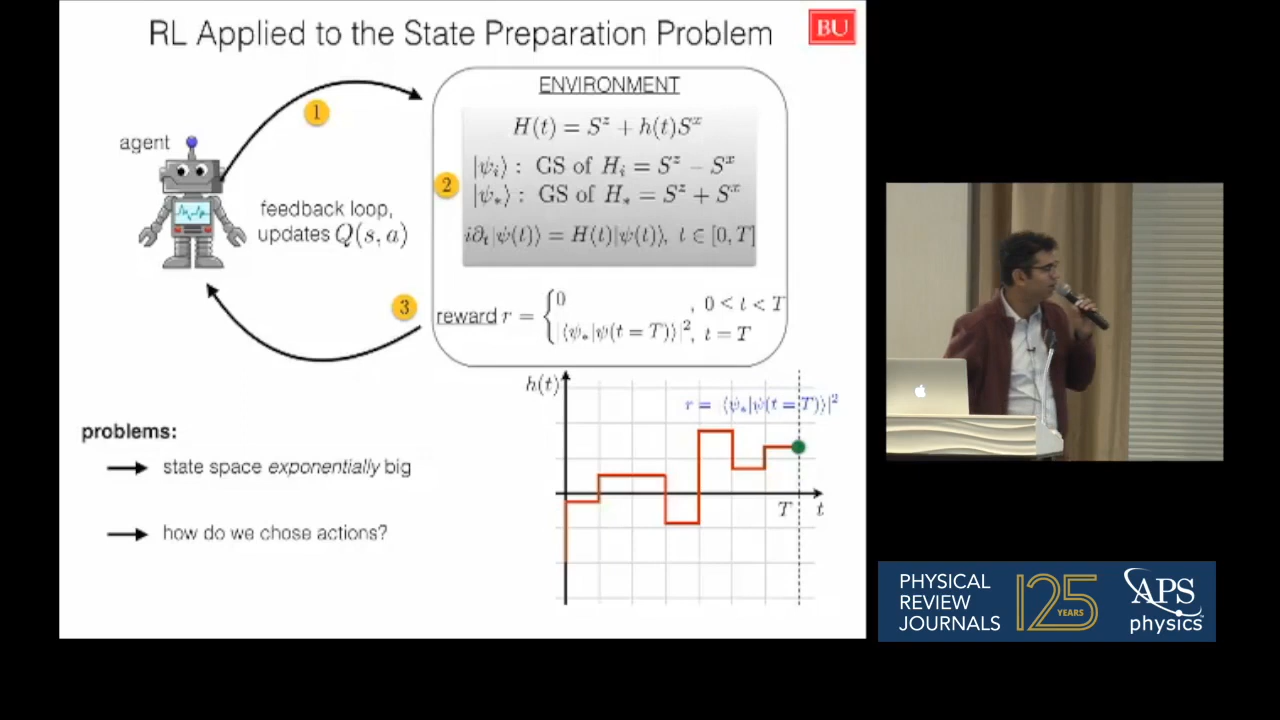 RL Applied to the State Preparation Problem
BU
ENVIRONMENT
H(t) = S^z + h(t)S^x
|ψ_i⟩ : GS of H_i = S^z − S^x
|ψ_*⟩ : GS of H_* = S^z + S^x
i∂_t|ψ(t)⟩ = H(t)|ψ(t)⟩, t ∈ [0,T]
reward r = { 0 , 0 < t < T
|⟨ψ_*|ψ(t = T)⟩|^2, t = T
1
2
3
agent
feedback loop,
updates Q(s, a)
problems:
→ state space exponentially big
→ how do we chose actions?
h(t)
r = |⟨ψ_*|ψ(t = T)⟩|^2
T
t
PHYSICAL
REVIEW
JOURNALS
125
YEARS
APS
physics